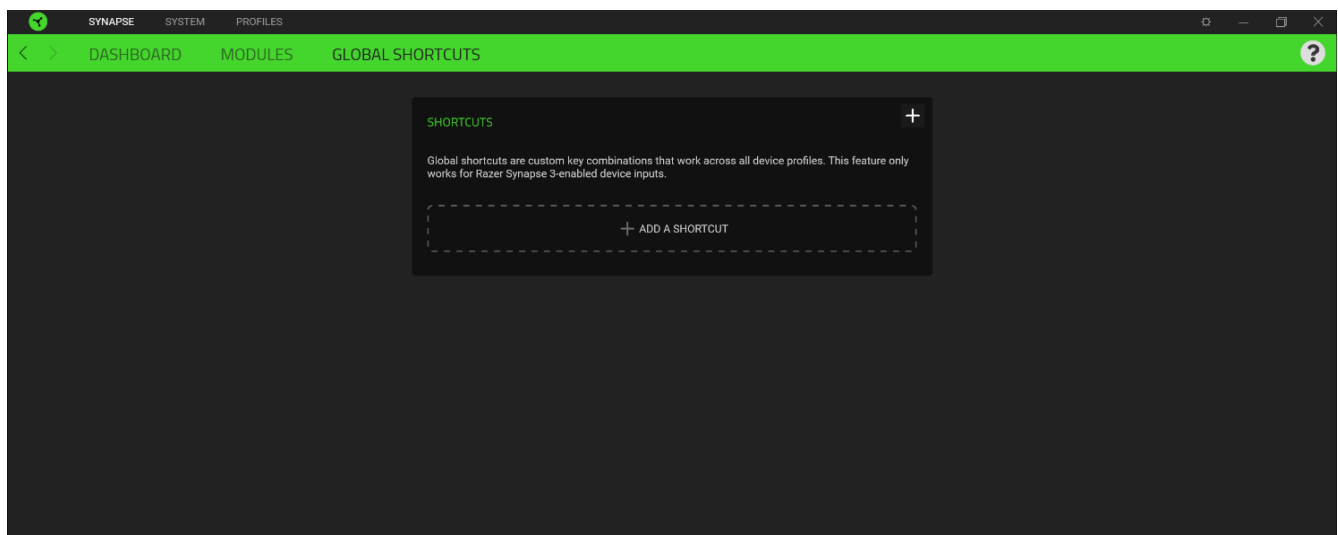 SYNAPSE SYSTEM PROFILES
DASHBOARD MODULES GLOBAL SHORTCUTS ?
SHORTCUTS
Global shortcuts are custom key combinations that work across all device profiles. This feature only
works for Razer Synapse 3-enabled device inputs.
+ ADD A SHORTCUT